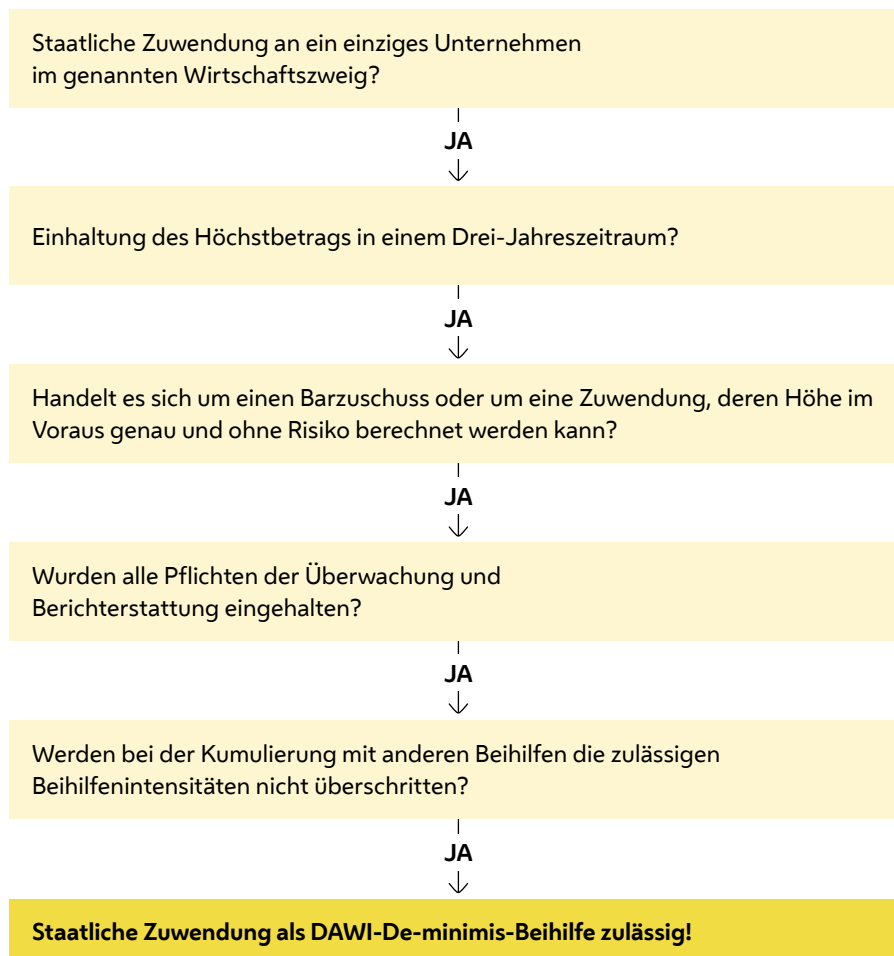 Staatliche Zuwendung an ein einziges Unternehmen
im genannten Wirtschaftszweig?
JA
Einhaltung des Höchstbetrags in einem Drei-Jahreszeitraum?
JA
Handelt es sich um einen Barzuschuss oder um eine Zuwendung, deren Höhe im
Voraus genau und ohne Risiko berechnet werden kann?
JA
Wurden alle Pflichten der Überwachung und
Berichterstattung eingehalten?
JA
Werden bei der Kumulierung mit anderen Beihilfen die zulässigen
Beihilfenintensitäten nicht überschritten?
JA
Staatliche Zuwendung als DAWI-De-minimis-Beihilfe zulässig!